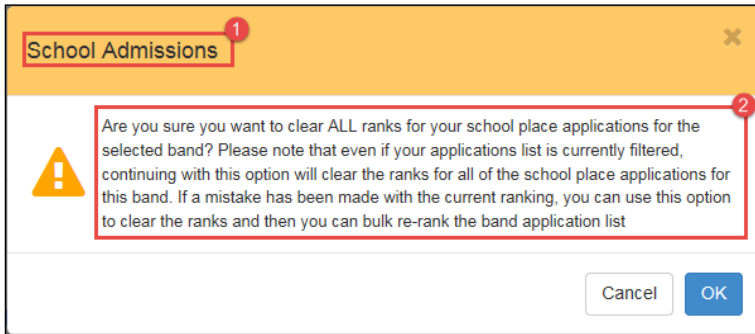 School Admissions
1
2
Are you sure you want to clear ALL ranks for your school place applications for the
selected band? Please note that even if your applications list is currently filtered,
continuing with this option will clear the ranks for all of the school place applications for
this band. If a mistake has been made with the current ranking, you can use this option
to clear the ranks and then you can bulk re-rank the band application list
Cancel
OK